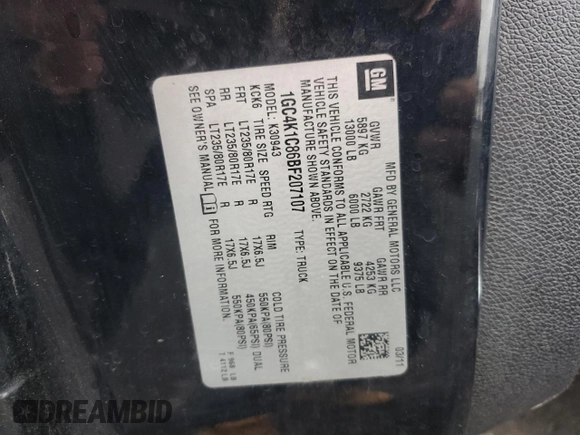 GM
MFD BY GENERAL MOTORS LLC
03/11
GVWR GAWR FRT GAWR RR
5897 KG 2722 KG 4253 KG
13000 LB 6000 LB 9375 LB
THIS VEHICLE CONFORMS TO ALL APPLICABLE U.S. FEDERAL MOTOR
VEHICLE SAFETY STANDARDS IN EFFECT ON THE DATE OF
MANUFACTURE SHOWN ABOVE.
1GC4K1C86BF207107 TYPE: TRUCK
MODEL: K30943
KCK6 TIRE SIZE SPEED RTG RIM COLD TIRE PRESSURE
FRT LT235/80R17E R 17X6.5J 550KPA(80PSI)
RR LT235/80R17E R 17X6.5J 450KPA(65PSI) DUAL
SPA LT235/80R17E R 17X6.5J 550KPA(80PSI)
SEE OWNER'S MANUAL FOR MORE INFORMATION.
T 4112 LB
DREAMBID